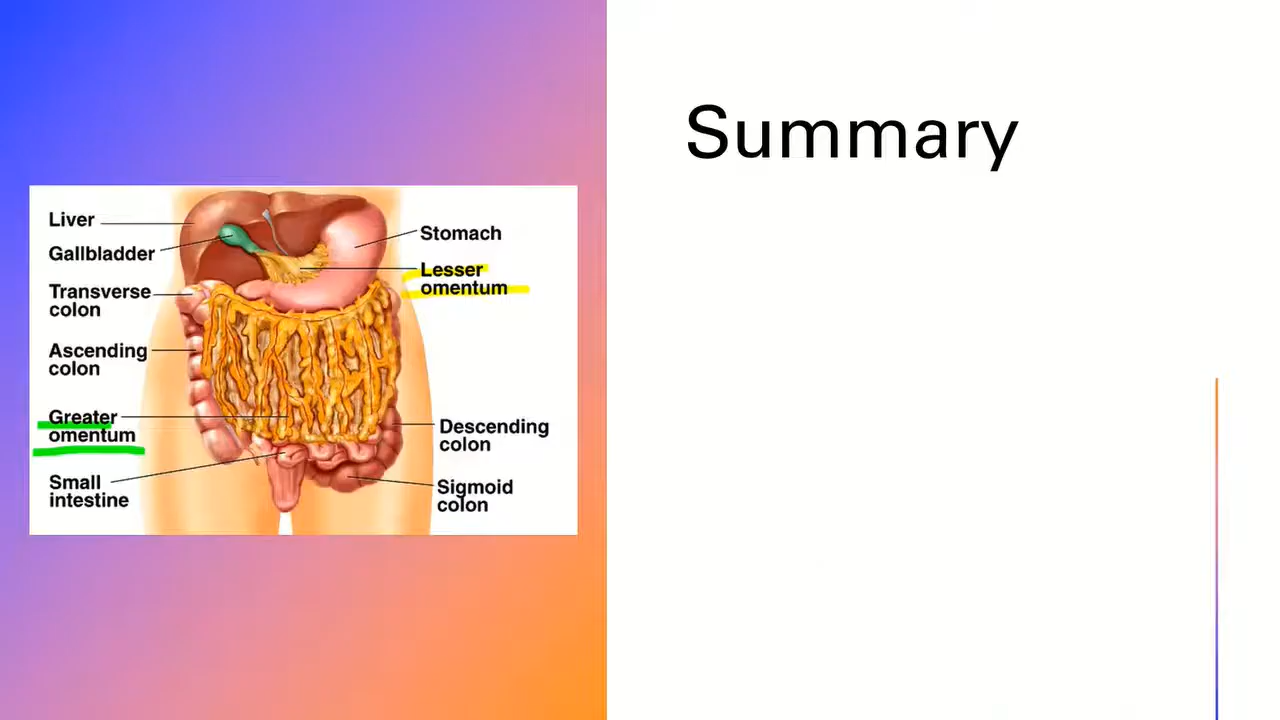 Summary
Liver
Gallbladder
Transverse
colon
Ascending
colon
Greater
omentum
Small
intestine
Stomach
Lesser
omentum
Descending
colon
Sigmoid
colon